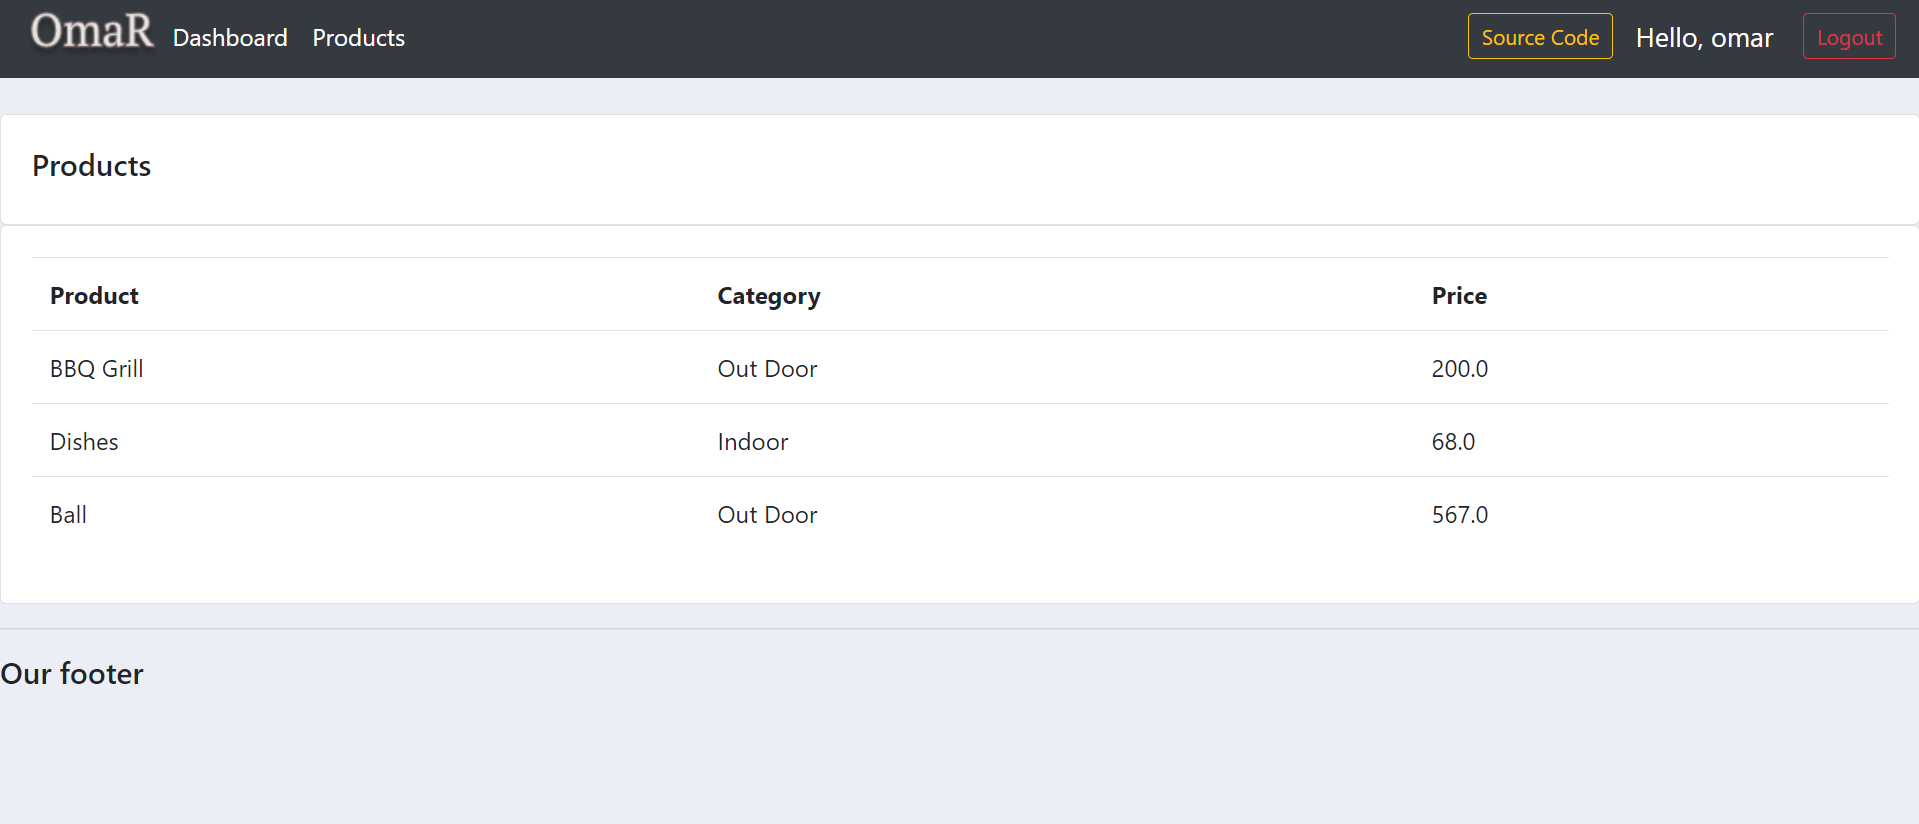 OmaR Dashboard Products Source Code Hello, omar Logout
Products
Product Category Price
BBQ Grill Out Door 200.0
Dishes Indoor 68.0
Ball Out Door 567.0
Our footer